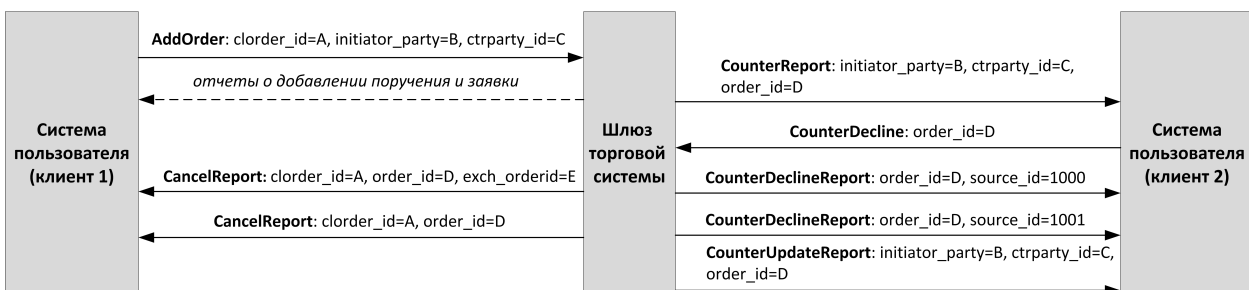 AddOrder: clorder_id=A, initiator_party=B, ctrparty_id=C
отчеты о добавлении поручения и заявки
CounterReport: initiator_party=B, ctrparty_id=C,
order_id=D
Система
пользователя
(клиент 1)
Шлюз
торговой
системы
Система
пользователя
(клиент 2)
CounterDecline: order_id=D
CancelReport: clorder_id=A, order_id=D, exch_orderid=E
CounterDeclineReport: order_id=D, source_id=1000
CancelReport: clorder_id=A, order_id=D
CounterDeclineReport: order_id=D, source_id=1001
CounterUpdateReport: initiator_party=B, ctrparty_id=C,
order_id=D